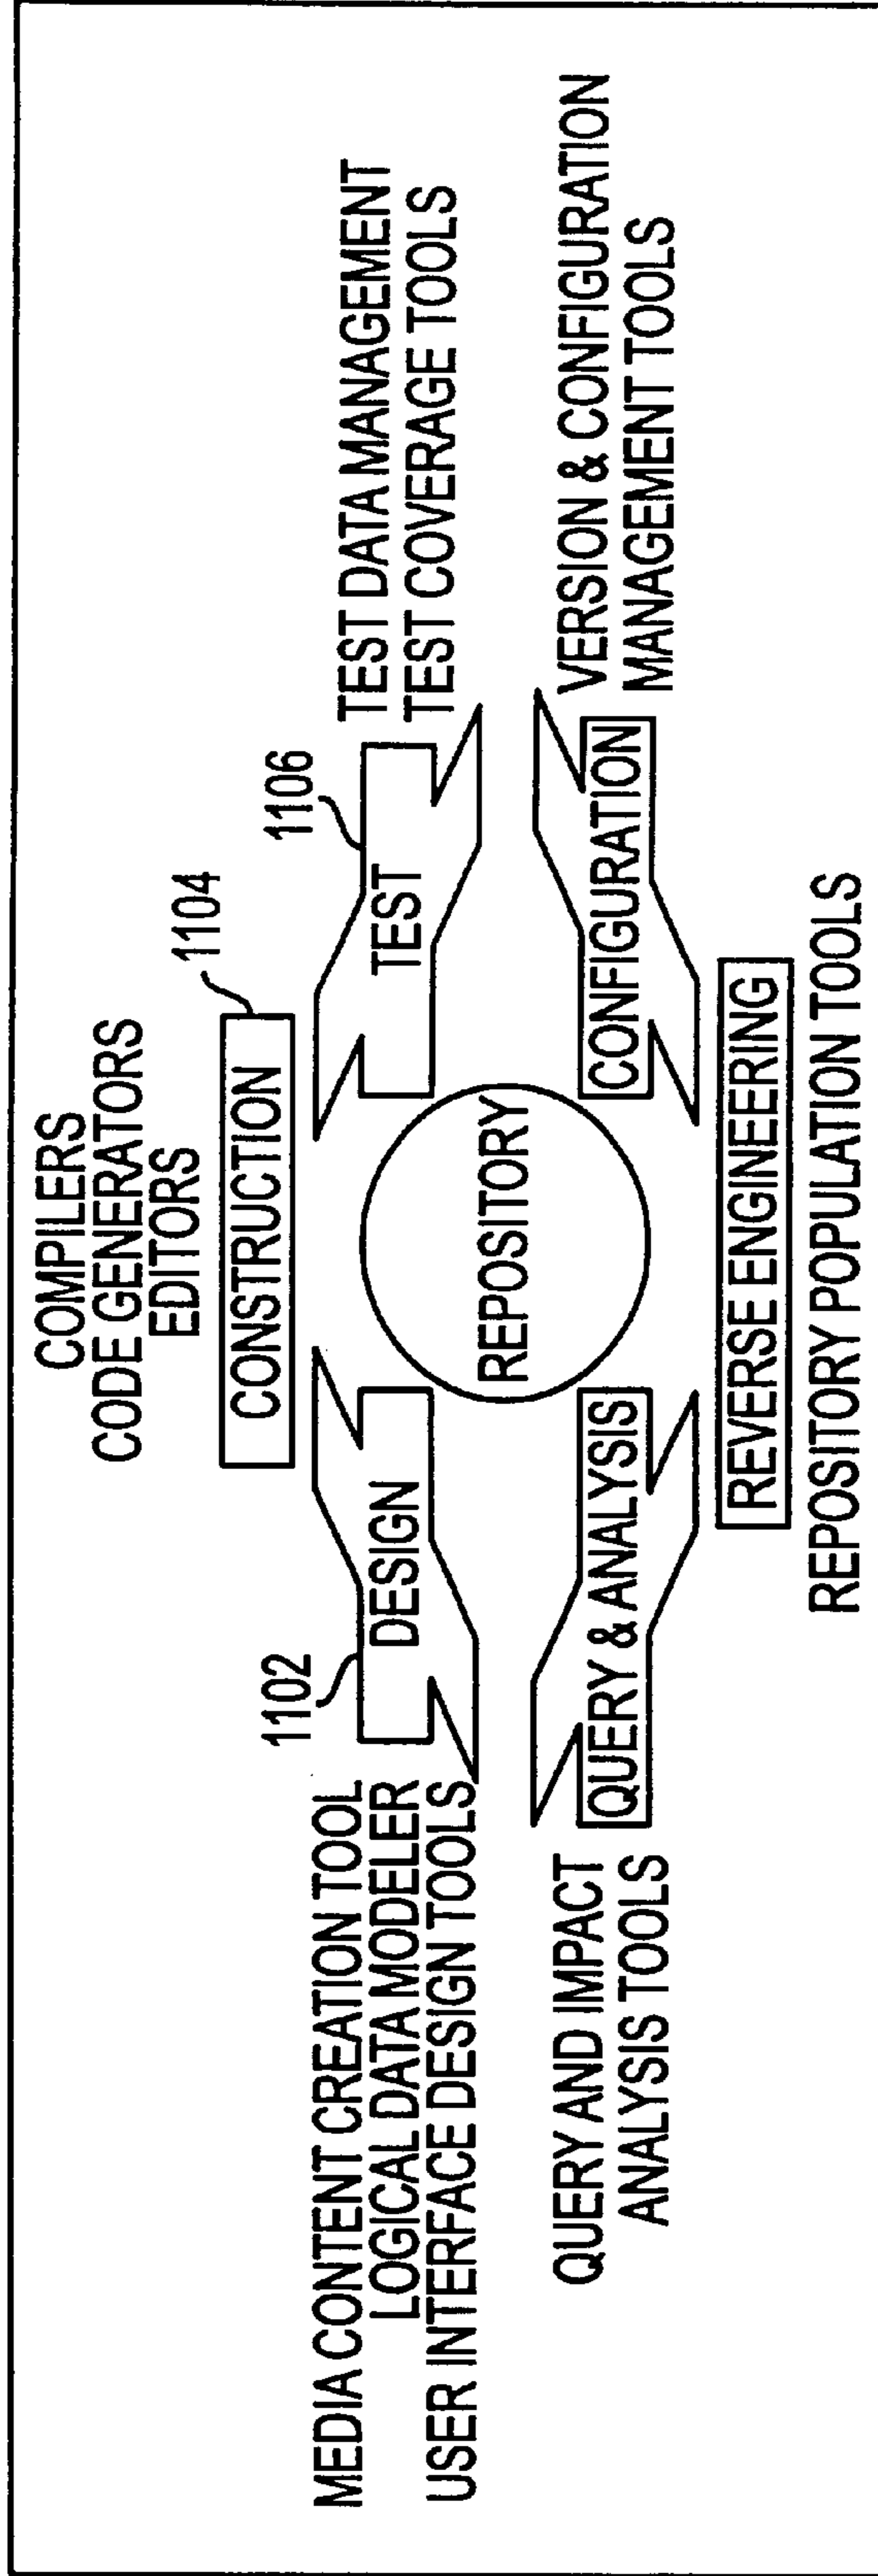 COMPILERS
CODE GENERATORS
EDITORS
1104
CONSTRUCTION
1102
1106
MEDIA CONTENT CREATION TOOL
LOGICAL DATA MODELER
USER INTERFACE DESIGN TOOLS
DESIGN
TEST
TEST DATA MANAGEMENT
TEST COVERAGE TOOLS
REPOSITORY
QUERY AND IMPACT
ANALYSIS TOOLS
QUERY & ANALYSIS
CONFIGURATION
VERSION & CONFIGURATION
MANAGEMENT TOOLS
REVERSE ENGINEERING
REPOSITORY POPULATION TOOLS